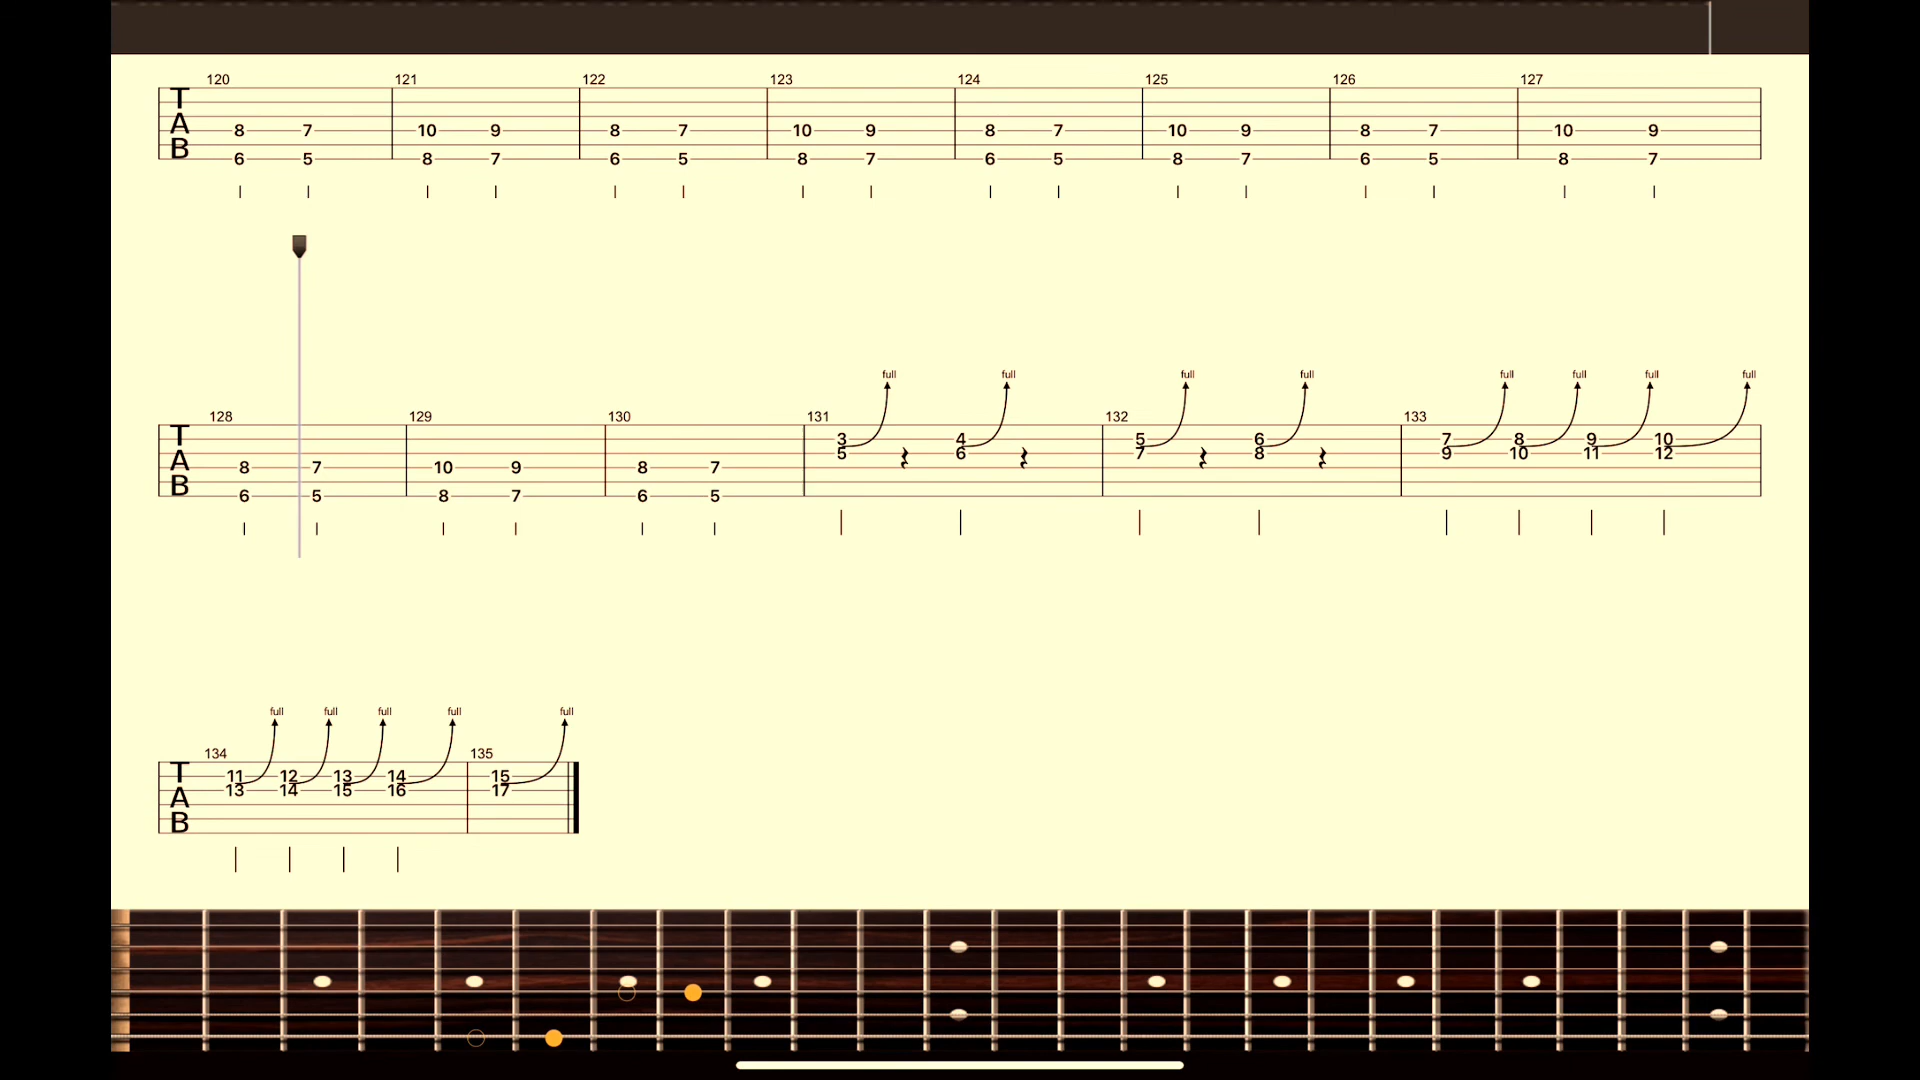 120 121 122 123 124 125 126 127
T
A
B
8 7 10 9 8 7 10 9 8 7 10 9 8 7 10 9
6 5 8 7 6 5 8 7 6 5 8 7 6 5 8 7
full full full full full full full full
128 129 130 131 132 133
T
A
B
3 4 5 6 7 8 9 10
5 6 7 8 9 10 11 12
8 7 10 9 8 7
6 5 8 7 6 5
full full full full full
134 135
T
A
B
11 12 13 14 15
13 14 15 16 17